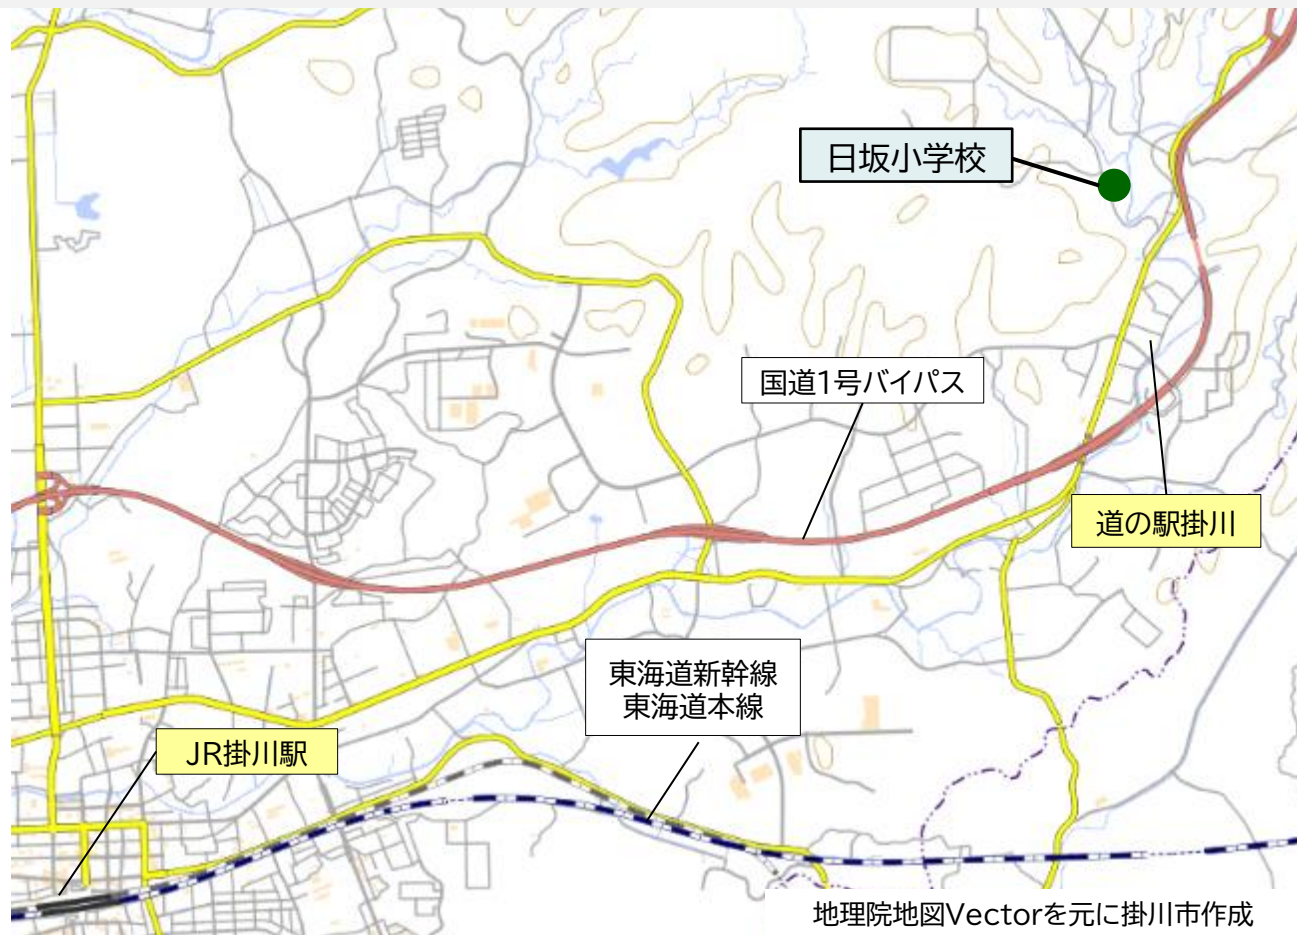 日坂小学校
国道1号バイパス
道の駅掛川
東海道新幹線
東海道本線
JR掛川駅
地理院地図Vectorを元に掛川市作成